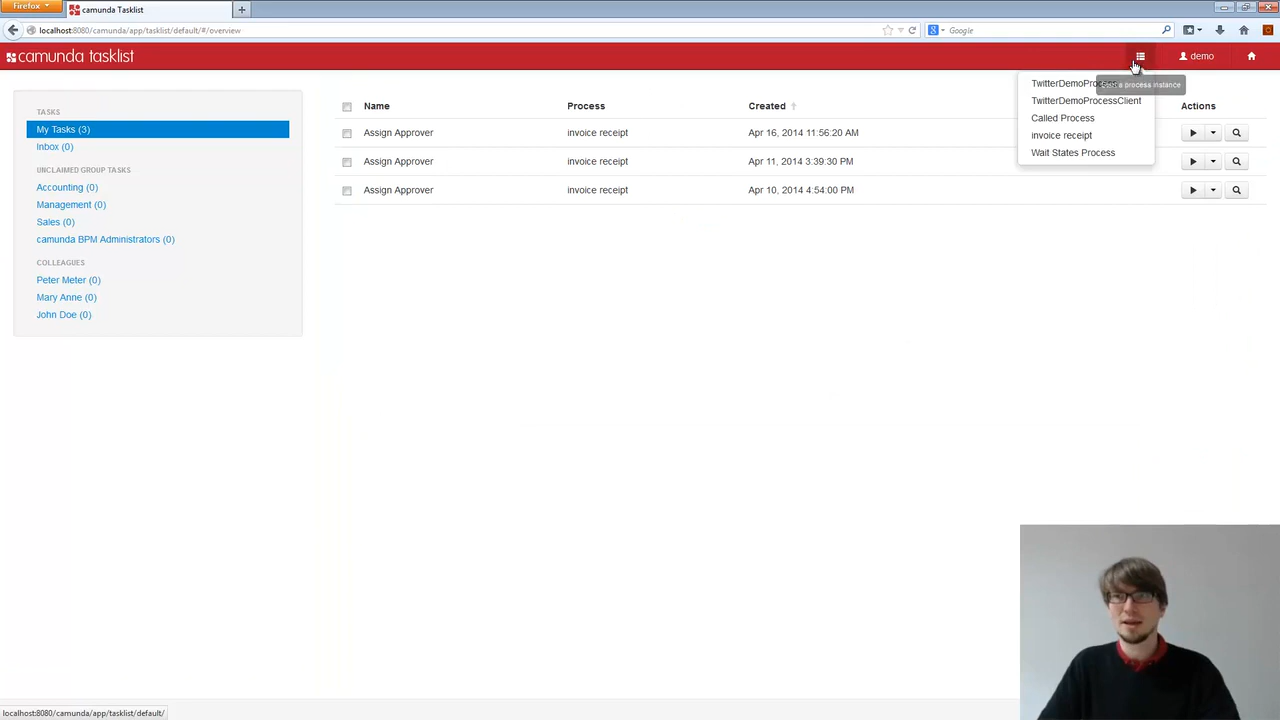 Firefox
camunda Tasklist
localhost:8080/camunda/app/tasklist/default/#/overview
Google
camunda tasklist
demo
TASKS
My Tasks (3)
Inbox (0)
UNCLAIMED GROUP TASKS
Accounting (0)
Management (0)
Sales (0)
camunda BPM Administrators (0)
COLLEAGUES
Peter Meter (0)
Mary Anne (0)
John Doe (0)
Name Process Created Actions
Assign Approver invoice receipt Apr 16, 2014 11:56:20 AM
Assign Approver invoice receipt Apr 11, 2014 3:39:30 PM
Assign Approver invoice receipt Apr 10, 2014 4:54:00 PM
process instance
TwitterDemoProcessClient
Called Process
invoice receipt
Wait States Process
localhost:8080/camunda/app/tasklist/default/